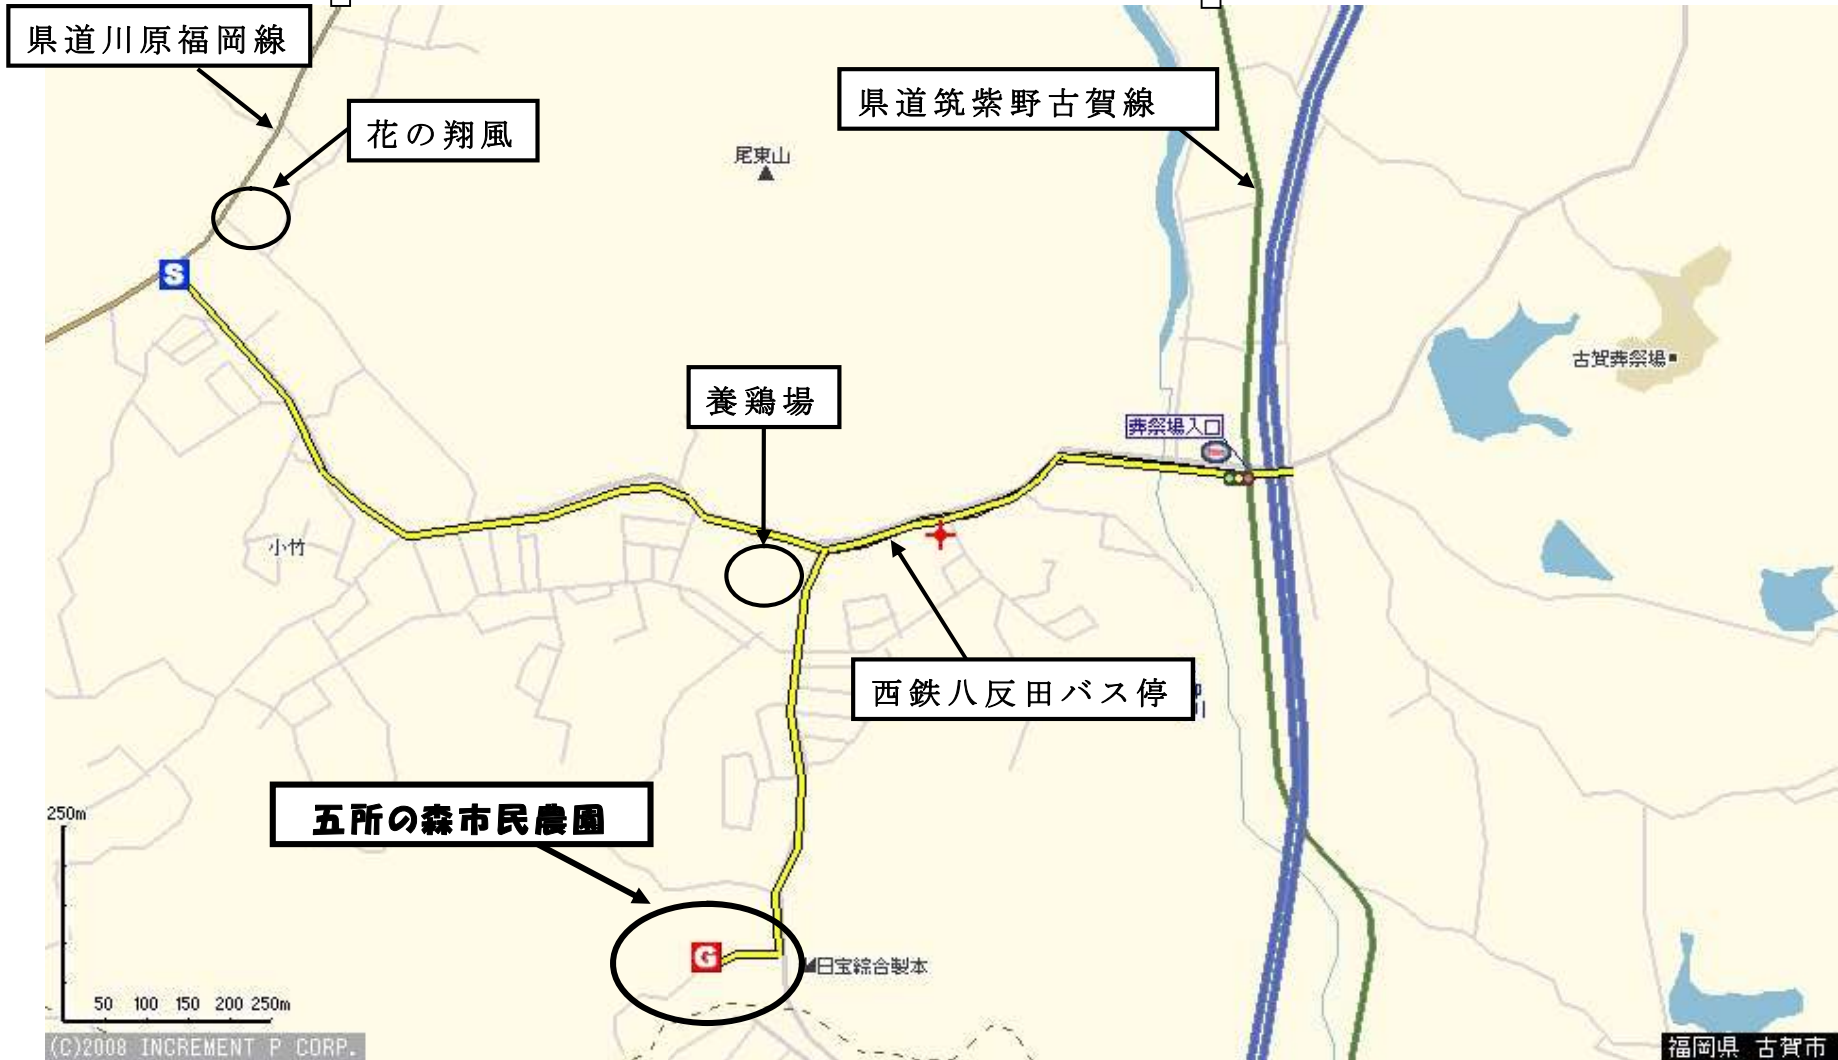 県道川原福岡線
花の翔風
県道筑紫野古賀線
尾東山
S
古賀葬祭場
養鶏場
葬祭場入口
小竹
西鉄八反田バス停
五所の森市民農園
250m
G
日宝綜合製本
50 100 150 200 250m
(C)2008 INCREMENT P CORP.
福岡県 古賀市